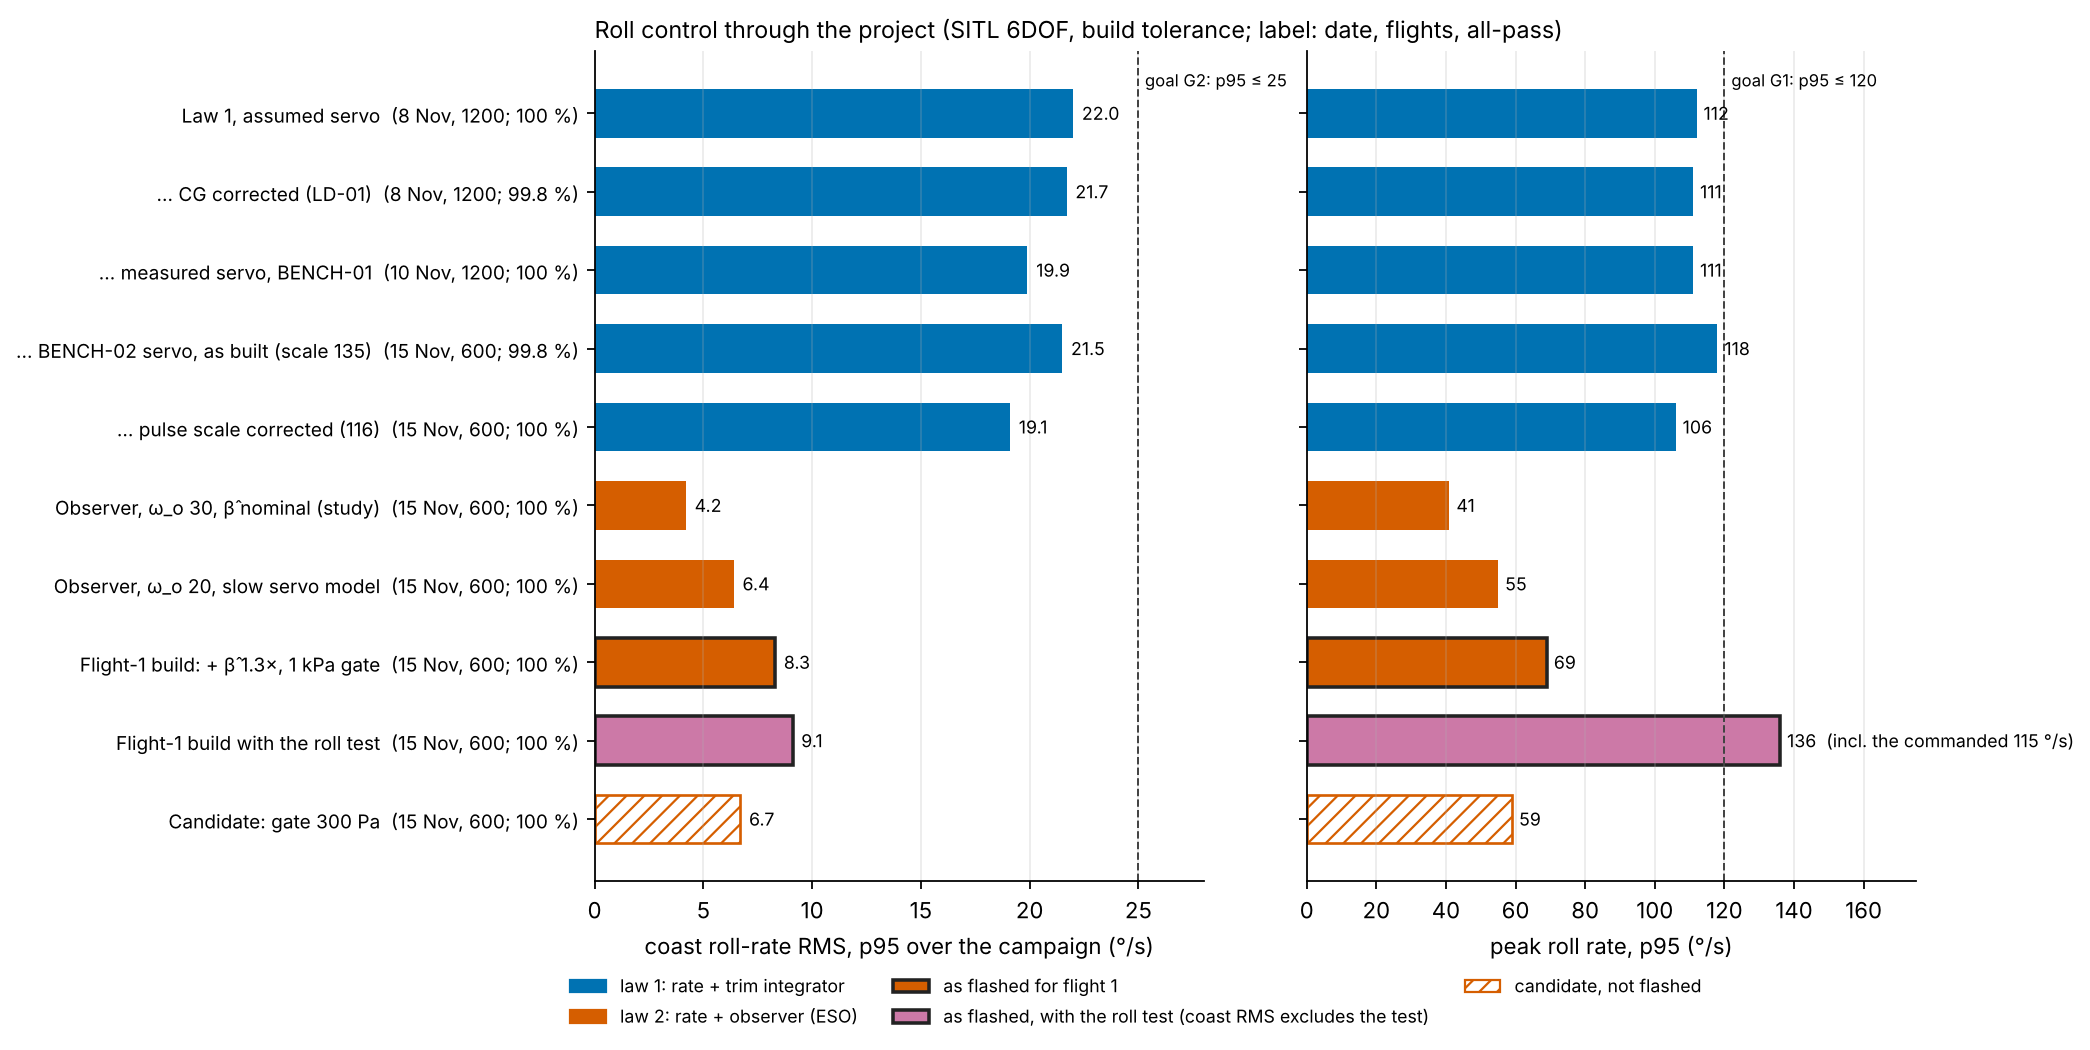 Roll control through the project (SITL 6DOF, build tolerance; label: date, flights, all-pass)
goal G2: p95 ≤ 25
goal G1: p95 ≤ 120
Law 1, assumed servo (8 Nov, 1200; 100 %)
22.0
112
... CG corrected (LD-01) (8 Nov, 1200; 99.8 %)
21.7
111
... measured servo, BENCH-01 (10 Nov, 1200; 100 %)
19.9
111
... BENCH-02 servo, as built (scale 135) (15 Nov, 600; 99.8 %)
21.5
118
... pulse scale corrected (116) (15 Nov, 600; 100 %)
19.1
106
Observer, ω_o 30, β̂ nominal (study) (15 Nov, 600; 100 %)
4.2
41
Observer, ω_o 20, slow servo model (15 Nov, 600; 100 %)
6.4
55
Flight-1 build: + β̂ 1.3×, 1 kPa gate (15 Nov, 600; 100 %)
8.3
69
Flight-1 build with the roll test (15 Nov, 600; 100 %)
9.1
136 (incl. the commanded 115 °/s)
Candidate: gate 300 Pa (15 Nov, 600; 100 %)
6.7
59
0 5 10 15 20 25
0 20 40 60 80 100 120 140 160
coast roll-rate RMS, p95 over the campaign (°/s)
peak roll rate, p95 (°/s)
law 1: rate + trim integrator
as flashed for flight 1
candidate, not flashed
law 2: rate + observer (ESO)
as flashed, with the roll test (coast RMS excludes the test)